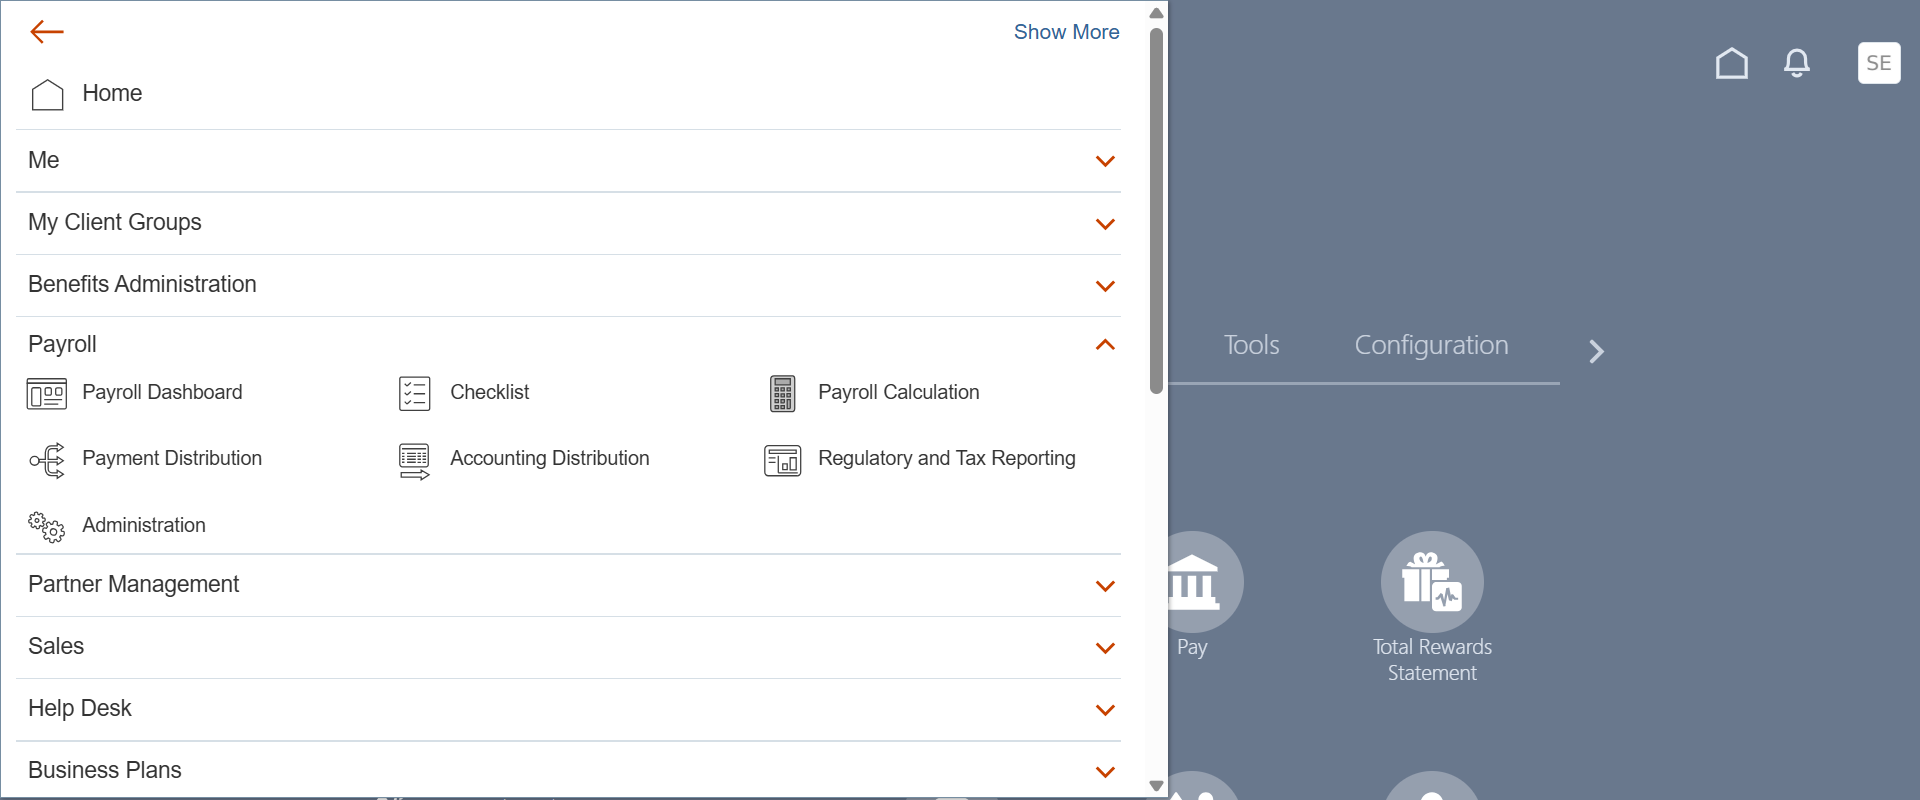 Show More
Home
Me
My Client Groups
Benefits Administration
Payroll
Payroll Dashboard
Checklist
Payroll Calculation
Payment Distribution
Accounting Distribution
Regulatory and Tax Reporting
Administration
Partner Management
Sales
Help Desk
Business Plans
SE
Tools
Configuration
Pay
Total Rewards
Statement